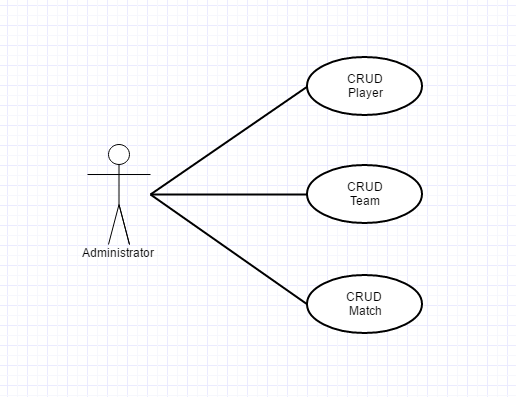 CRUD
Player
CRUD
Team
Administrator
CRUD
Match